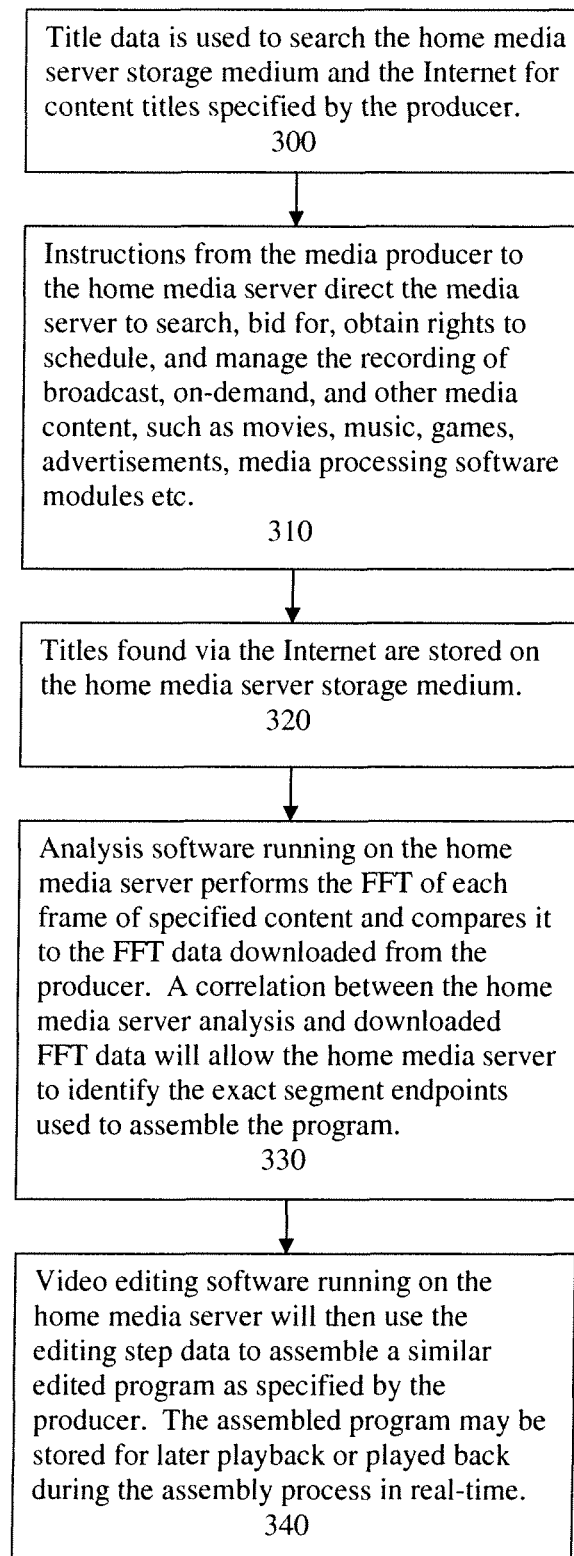 Title data is used to search the home media
server storage medium and the Internet for
content titles specified by the producer.
300
Instructions from the media producer to
the home media server direct the media
server to search, bid for, obtain rights to
schedule, and manage the recording of
broadcast, on-demand, and other media
content, such as movies, music, games,
advertisements, media processing software
modules etc.
310
Titles found via the Internet are stored on
the home media server storage medium.
320
Analysis software running on the home
media server performs the FFT of each
frame of specified content and compares it
to the FFT data downloaded from the
producer. A correlation between the home
media server analysis and downloaded
FFT data will allow the home media server
to identify the exact segment endpoints
used to assemble the program.
330
Video editing software running on the
home media server will then use the
editing step data to assemble a similar
edited program as specified by the
producer. The assembled program may be
stored for later playback or played back
during the assembly process in real-time.
340